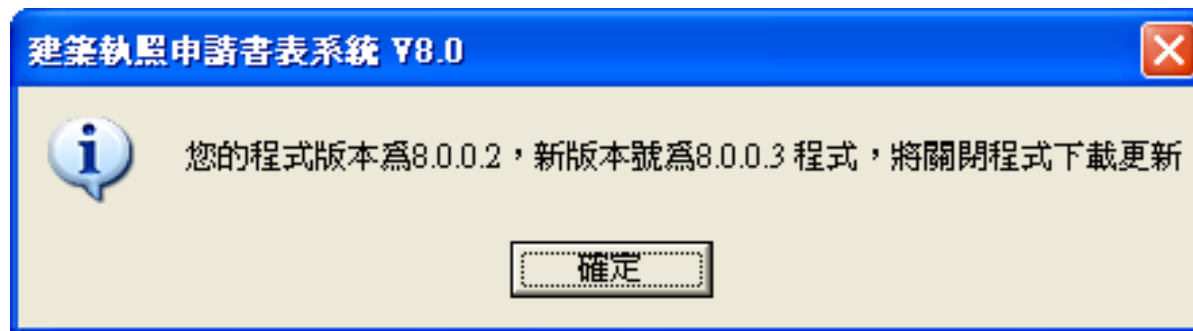 建築執照申請書表系統 V8.0
您的程式版本為8.0.0.2，新版本號為8.0.0.3 程式，將關閉程式下載更新
確定